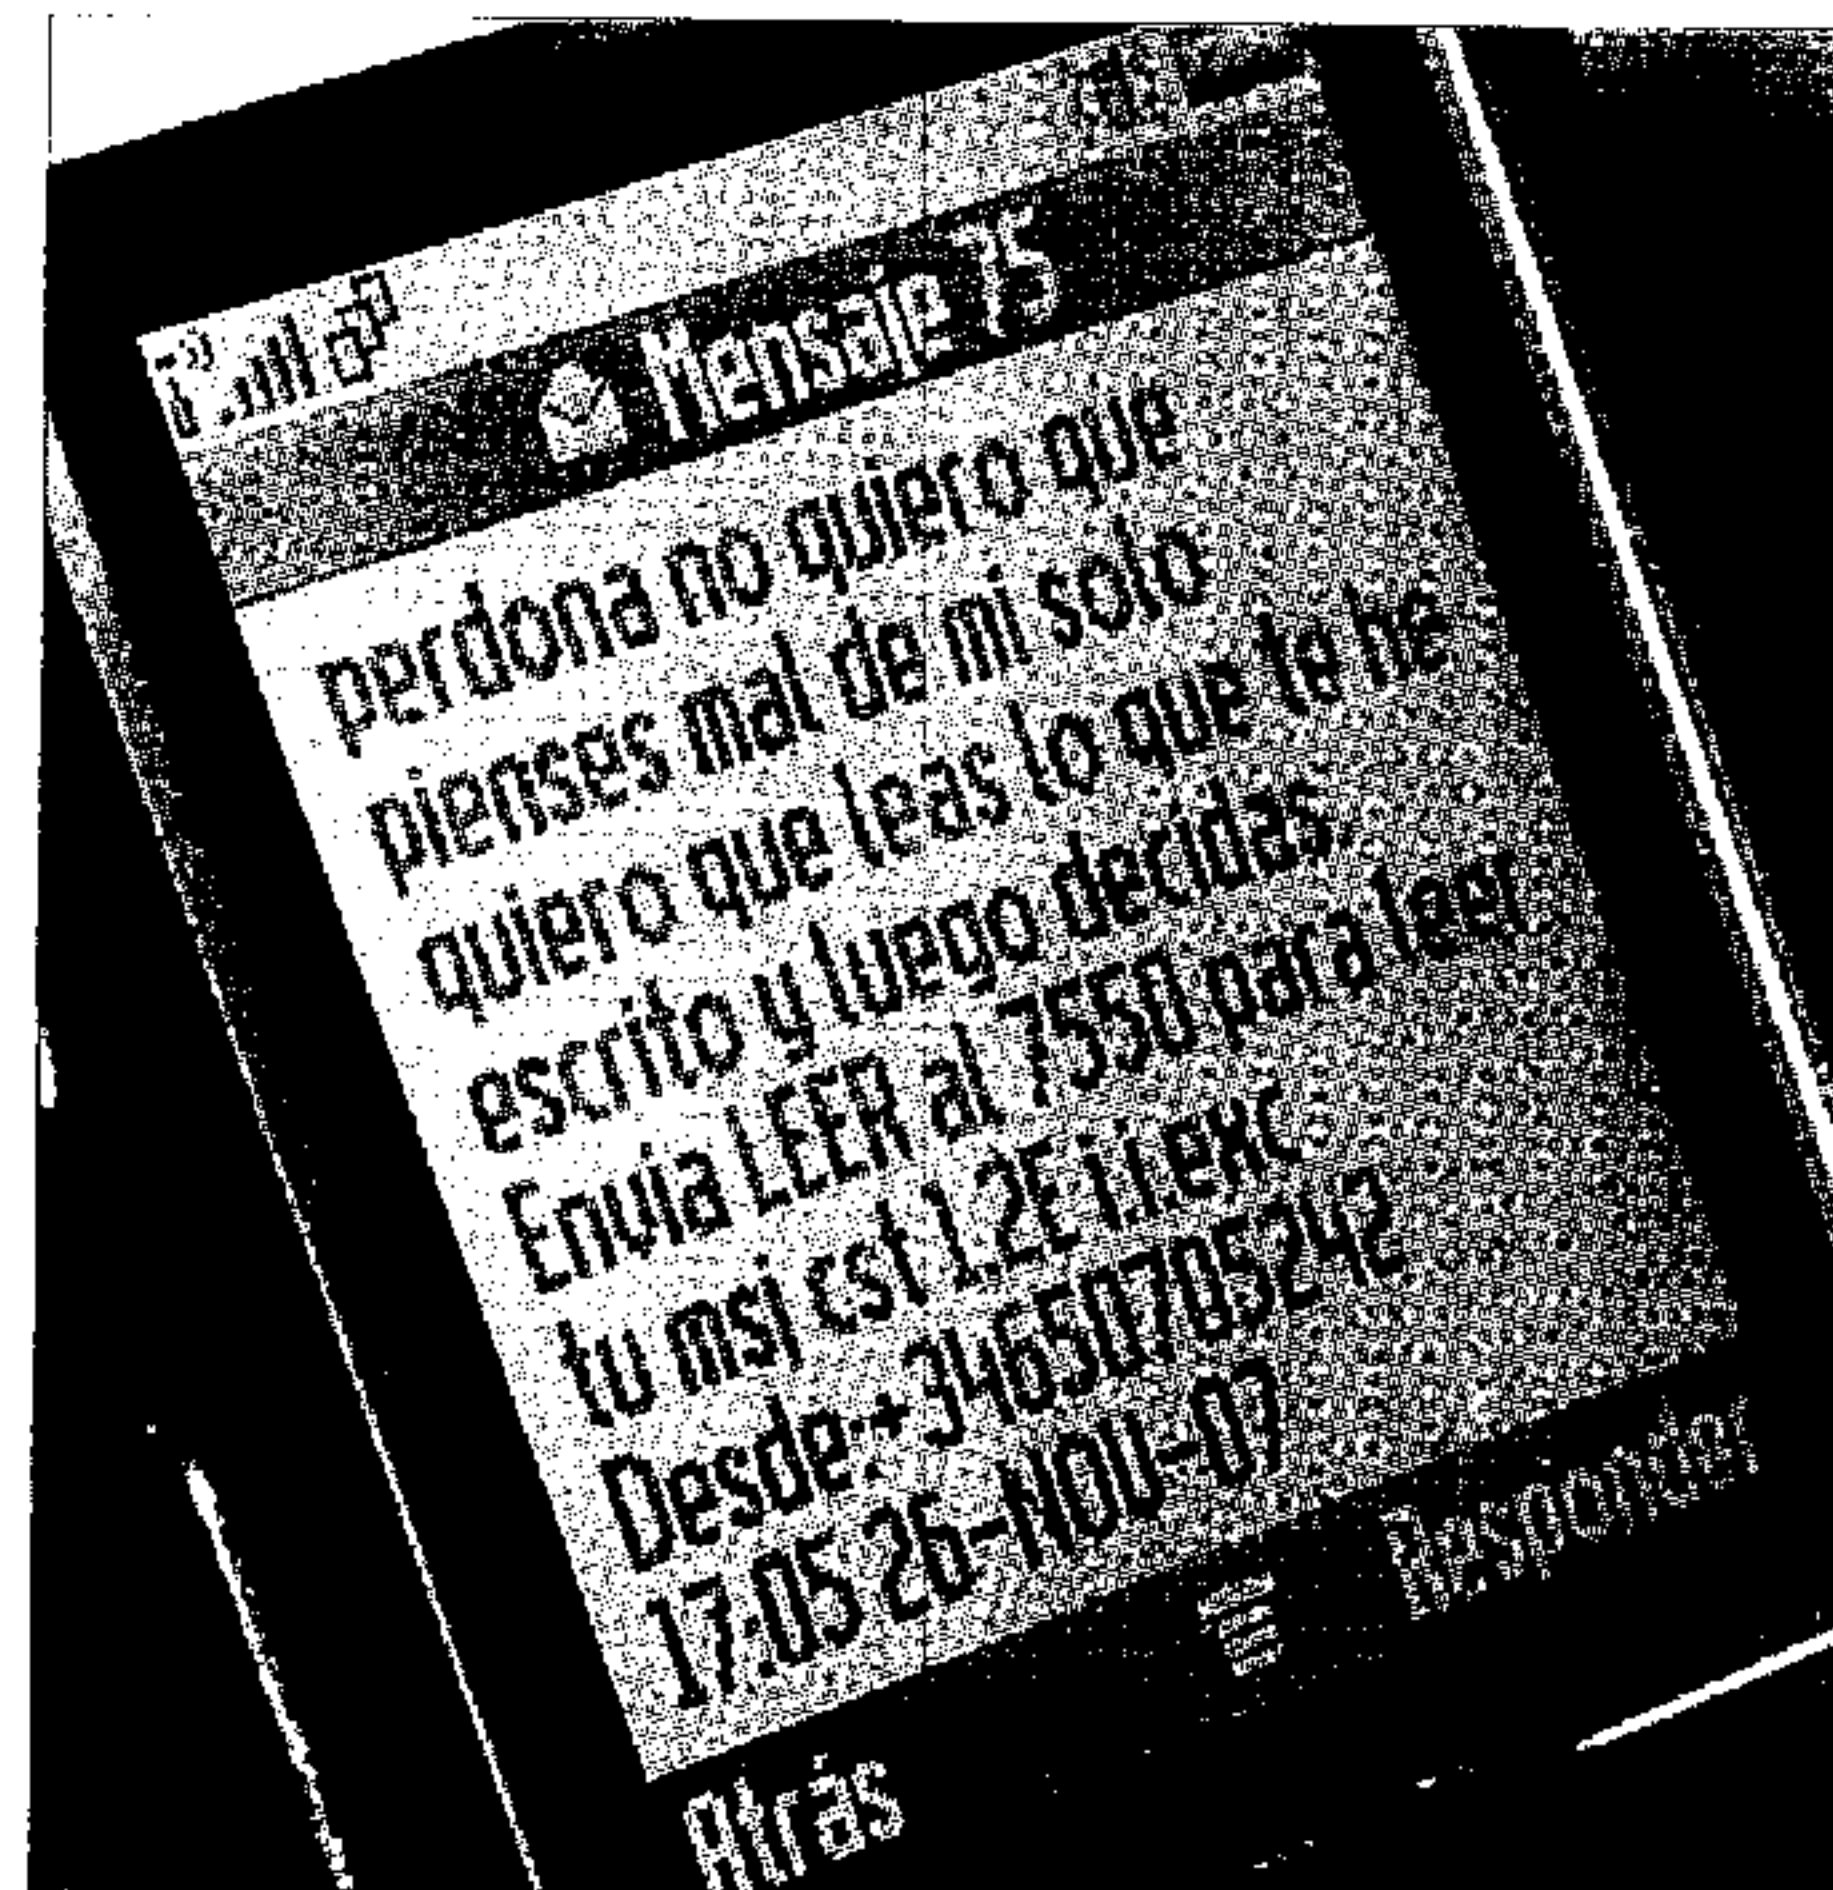 Mensaje 75
perdona no quiero que
pienses mal de mi solo
quiero que leas lo que te he
escrito y luego decidas.
Envia LEER al 7550 para leer
tu msj cst 1.2E i.i.exc
Desde:+34650705242
17:05 26-NOV-07
Responder
Atrás